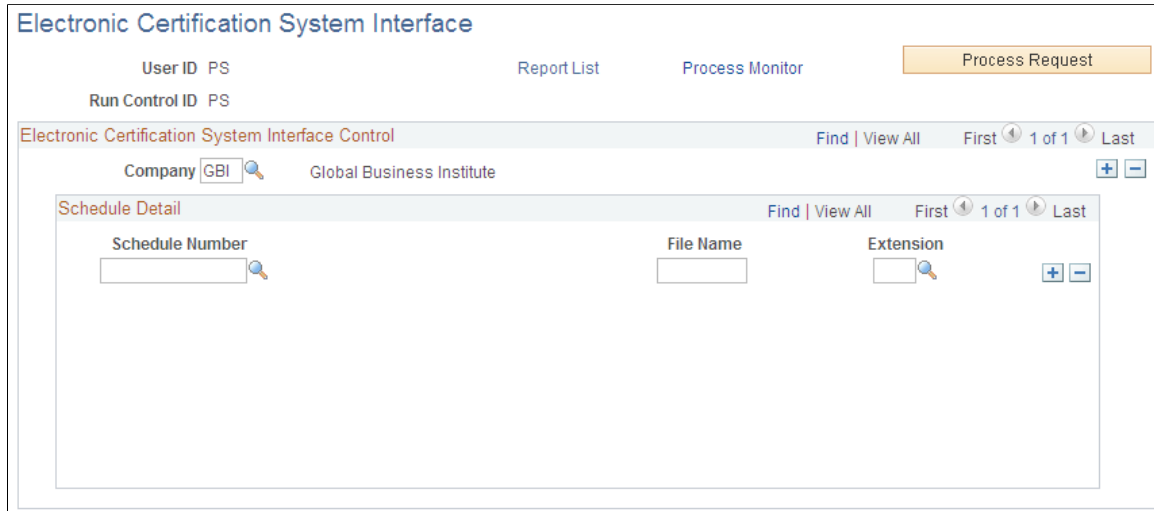 Electronic Certification System Interface
User ID PS Report List Process Monitor Process Request
Run Control ID PS
Electronic Certification System Interface Control Find | View All First 1 of 1 Last
Company GBI Global Business Institute
Schedule Detail Find | View All First 1 of 1 Last
Schedule Number File Name Extension